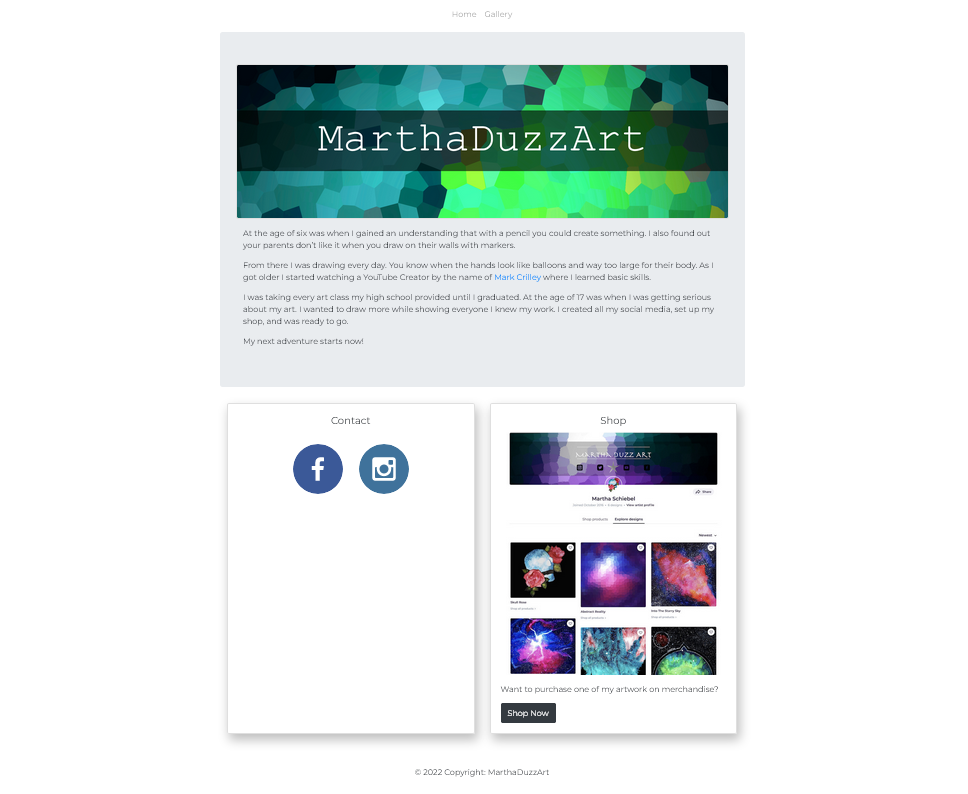 Home Gallery
MarthaDuzzArt
At the age of six was when I gained an understanding that with a pencil you could create something. I also found out
your parents don't like it when you draw on their walls with markers.
From there I was drawing every day. You know when the hands look like balloons and way too large for their body. As I
got older I started watching a YouTube Creator by the name of Mark Crilley where I learned basic skills.
I was taking every art class my high school provided until I graduated. At the age of 17 was when I was getting serious
about my art. I wanted to draw more while showing everyone I knew my work. I created all my social media, set up my
shop, and was ready to go.
My next adventure starts now!
Contact
Shop
MARTHA DUZZ ART
Share
Martha Schiebel
View artist profile
Shop products Explore designs
Newest
Skull Rose
Abstract Reality
Into The Starry Sky
Want to purchase one of my artwork on merchandise?
Shop Now
© 2022 Copyright: MarthaDuzzArt